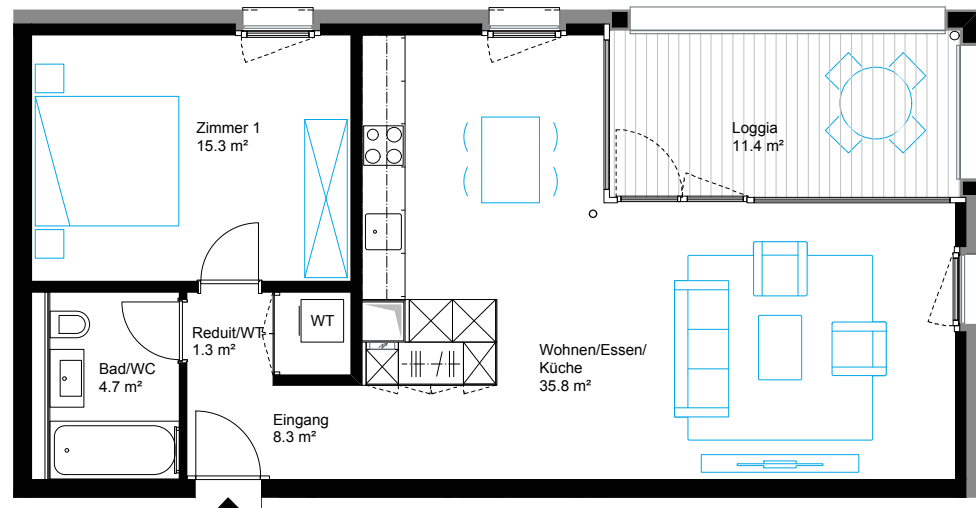 Zimmer 1
15.3 m²
Loggia
11.4 m²
Reduit/WT
1.3 m²
WT
Bad/WC
4.7 m²
Wohnen/Essen/
Küche
35.8 m²
Eingang
8.3 m²